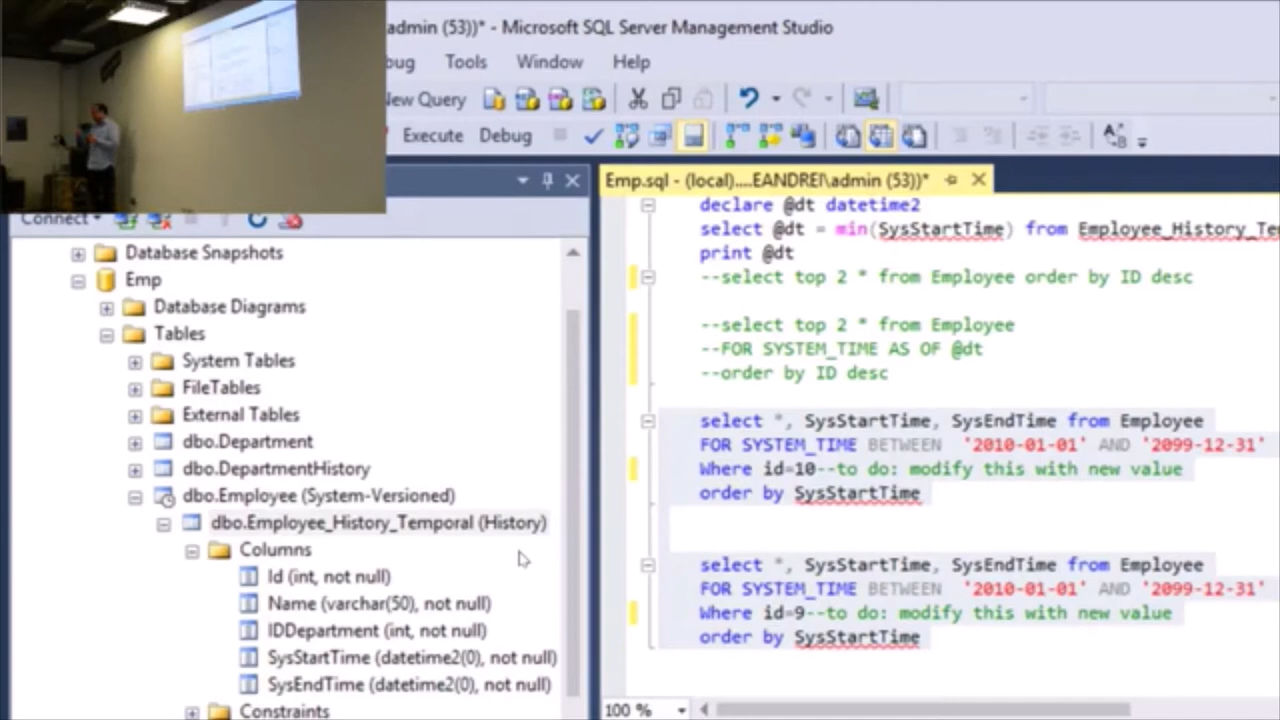 admin (53))* - Microsoft SQL Server Management Studio
bug Tools Window Help
New Query
Execute Debug
Emp.sql - (local)....EANDREI\admin (53))*
Connect
Database Snapshots
Emp
Database Diagrams
Tables
System Tables
FileTables
External Tables
dbo.Department
dbo.DepartmentHistory
dbo.Employee (System-Versioned)
dbo.Employee_History_Temporal (History)
Columns
Id (int, not null)
Name (varchar(50), not null)
IDDepartment (int, not null)
SysStartTime (datetime2(0), not null)
SysEndTime (datetime2(0), not null)
Constraints
declare @dt datetime2
select @dt = min(SysStartTime) from Employee_History_Te
print @dt
--select top 2 * from Employee order by ID desc
--select top 2 * from Employee
--FOR SYSTEM_TIME AS OF @dt
--order by ID desc
select *, SysStartTime, SysEndTime from Employee
FOR SYSTEM_TIME BETWEEN '2010-01-01' AND '2099-12-31'
Where id=10--to do: modify this with new value
order by SysStartTime
select *, SysStartTime, SysEndTime from Employee
FOR SYSTEM_TIME BETWEEN '2010-01-01' AND '2099-12-31'
Where id=9--to do: modify this with new value
order by SysStartTime
100 %